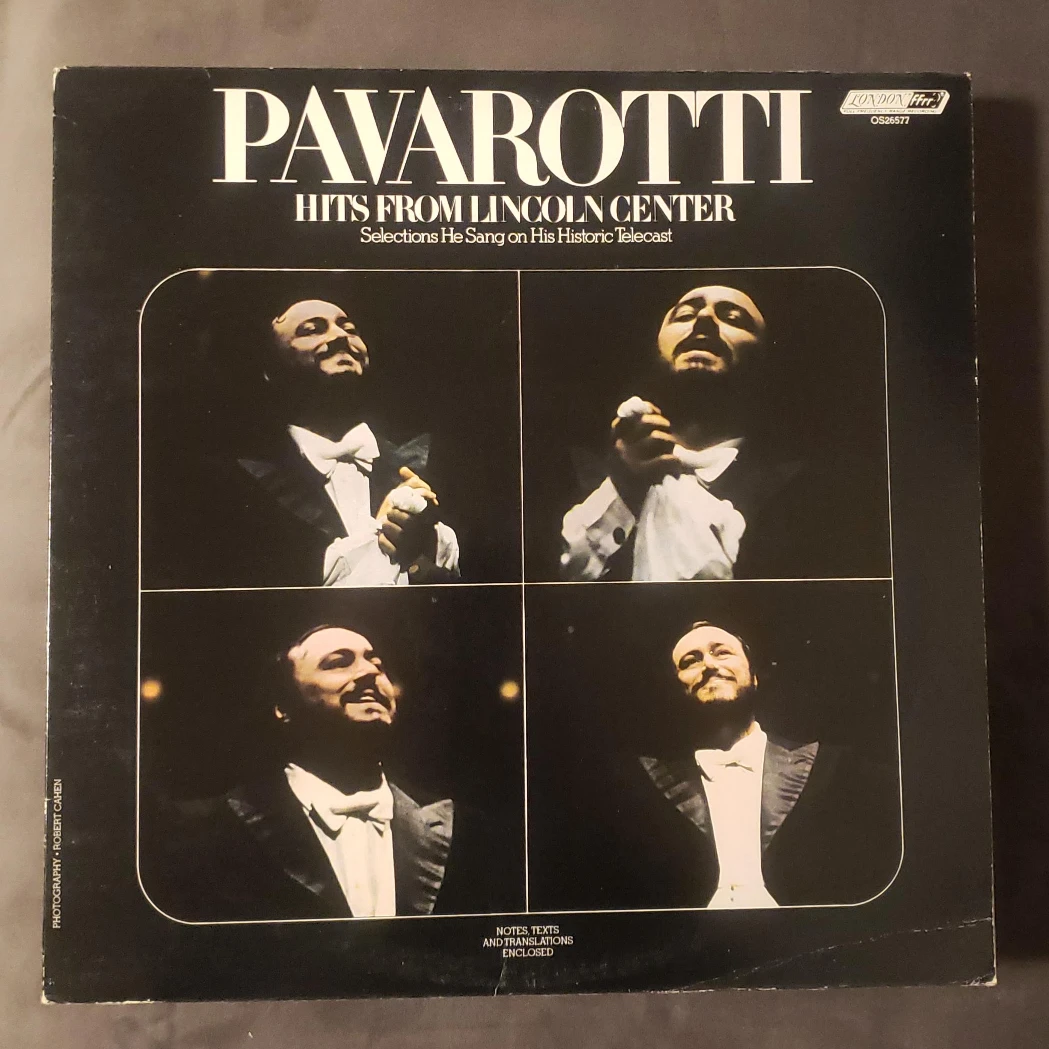 PAVAROTTI
LONDON ffrr
OS26577
HITS FROM LINCOLN CENTER
Selections He Sang on His Historic Telecast
PHOTOGRAPHY • ROBERT CAHEN
NOTES, TEXTS
AND TRANSLATIONS
ENCLOSED